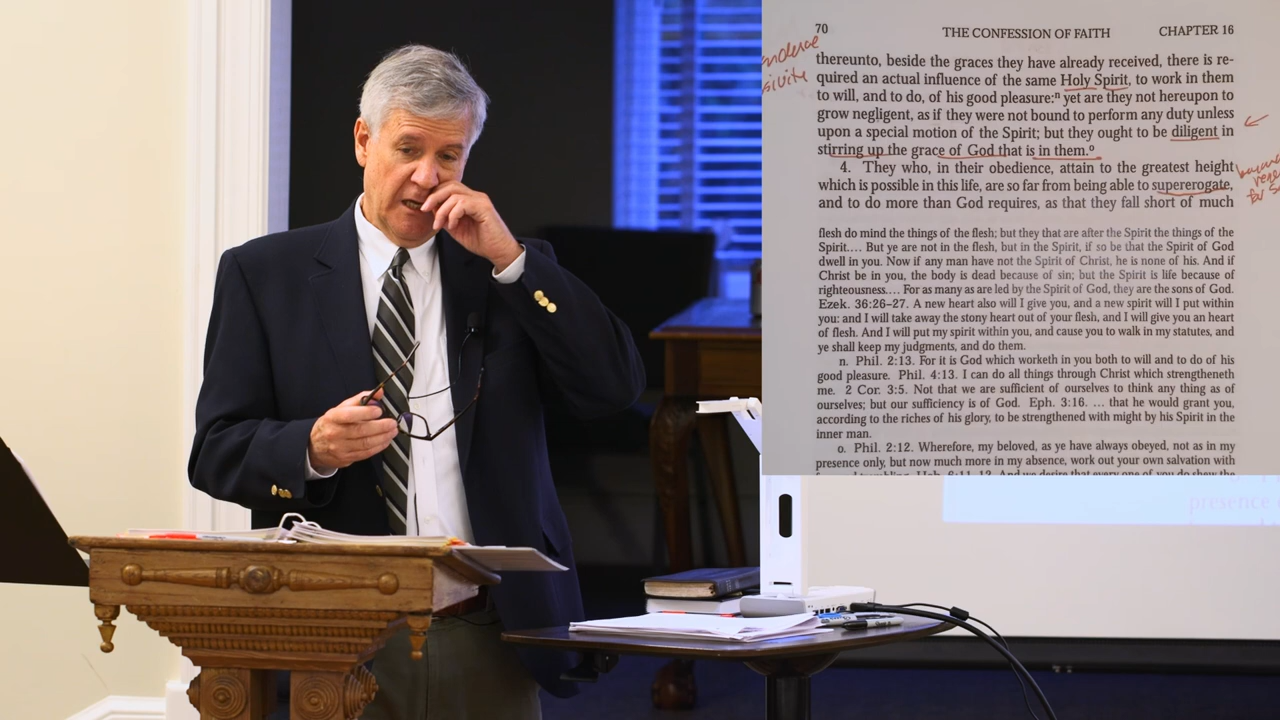 70 THE CONFESSION OF FAITH CHAPTER 16
thereunto, beside the graces they have already received, there is re-
quired an actual influence of the same Holy Spirit, to work in them
to will, and to do, of his good pleasure:ⁿ yet are they not hereupon to
grow negligent, as if they were not bound to perform any duty unless
upon a special motion of the Spirit; but they ought to be diligent in
stirring up the grace of God that is in them.ᵒ
4. They who, in their obedience, attain to the greatest height
which is possible in this life, are so far from being able to supererogate,
and to do more than God requires, as that they fall short of much
flesh do mind the things of the flesh; but they that are after the Spirit the things of the
Spirit.... But ye are not in the flesh, but in the Spirit, if so be that the Spirit of God
dwell in you. Now if any man have not the Spirit of Christ, he is none of his. And if
Christ be in you, the body is dead because of sin; but the Spirit is life because of
righteousness.... For as many as are led by the Spirit of God, they are the sons of God.
Ezek. 36:26–27. A new heart also will I give you, and a new spirit will I put within
you: and I will take away the stony heart out of your flesh, and I will give you an heart
of flesh. And I will put my spirit within you, and cause you to walk in my statutes, and
ye shall keep my judgments, and do them.
n. Phil. 2:13. For it is God which worketh in you both to will and to do of his
good pleasure. Phil. 4:13. I can do all things through Christ which strengtheneth
me. 2 Cor. 3:5. Not that we are sufficient of ourselves to think any thing as of
ourselves; but our sufficiency is of God. Eph. 3:16. ... that he would grant you,
according to the riches of his glory, to be strengthened with might by his Spirit in the
inner man.
o. Phil. 2:12. Wherefore, my beloved, as ye have always obeyed, not as in my
presence only, but now much more in my absence, work out your own salvation with
presence